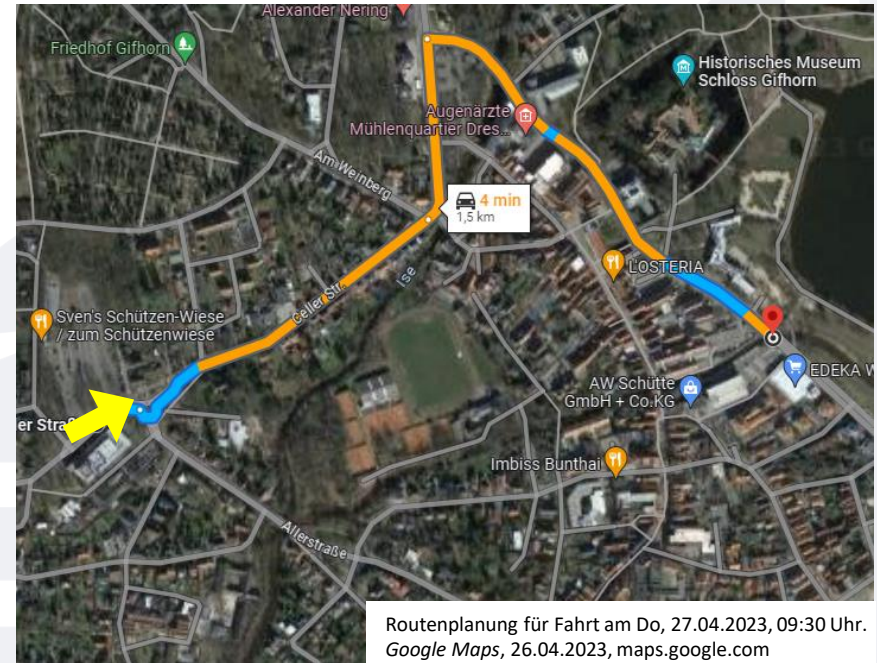 Alexander Nering
Friedhof Gifhorn
Historisches Museum
Schloss Gifhorn
Augenärzte
Mühlenquartier Dres...
Am Weinberg
4 min
1,5 km
Ise
L'OSTERIA
Celler Str.
Sven's Schützen-Wiese
/ zum Schützenwiese
EDEKA W
AW Schütte
GmbH + Co.KG
er Straß
Imbiss Bunthai
Allerstraße
Routenplanung für Fahrt am Do, 27.04.2023, 09:30 Uhr.
Google Maps, 26.04.2023, maps.google.com